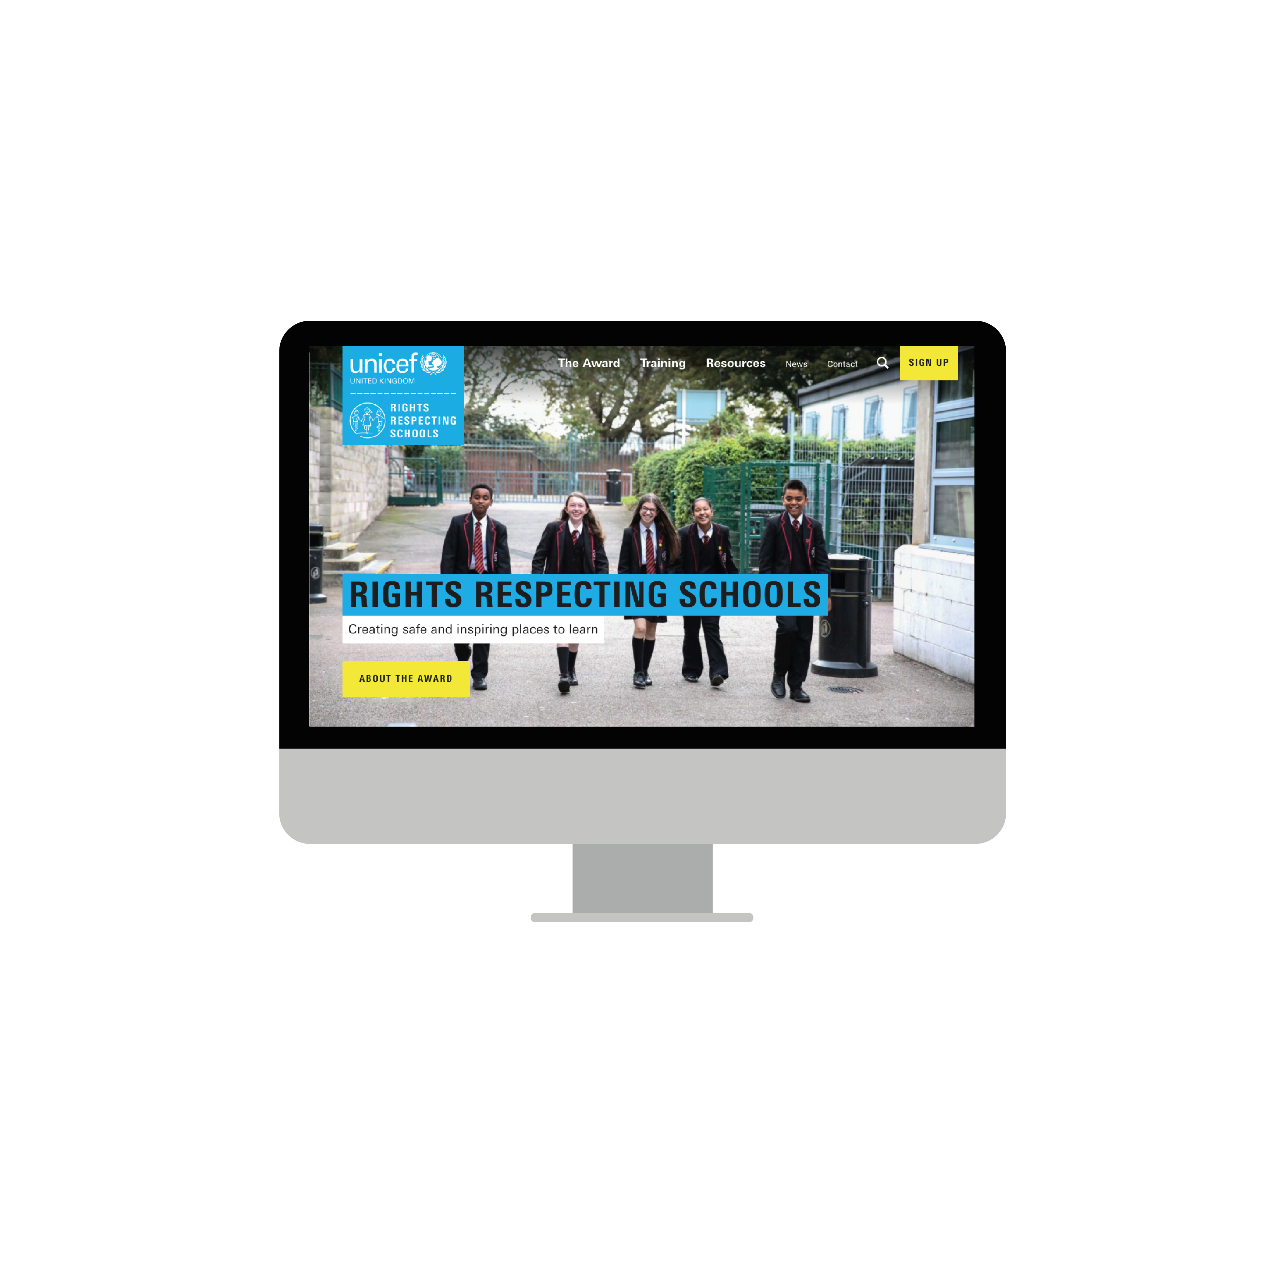 unicef
UNITED KINGDOM
RIGHTS
RESPECTING
SCHOOLS
The Award Training Resources News Contact SIGN UP
RIGHTS RESPECTING SCHOOLS
Creating safe and inspiring places to learn
ABOUT THE AWARD